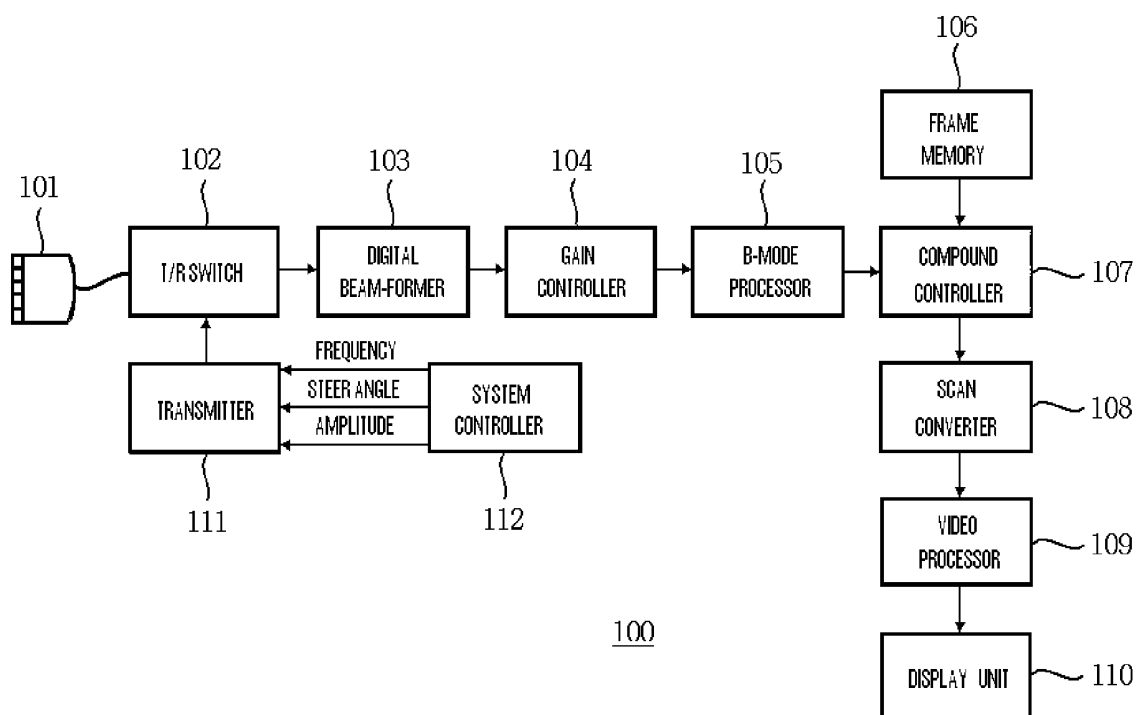 106
FRAME
MEMORY
101
102
103
104
105
T/R SWITCH
DIGITAL
BEAM-FORMER
GAIN
CONTROLLER
B-MODE
PROCESSOR
COMPOUND
CONTROLLER
107
TRANSMITTER
FREQUENCY
STEER ANGLE
AMPLITUDE
SYSTEM
CONTROLLER
111
112
SCAN
CONVERTER
108
VIDEO
PROCESSOR
109
100
DISPLAY UNIT
110